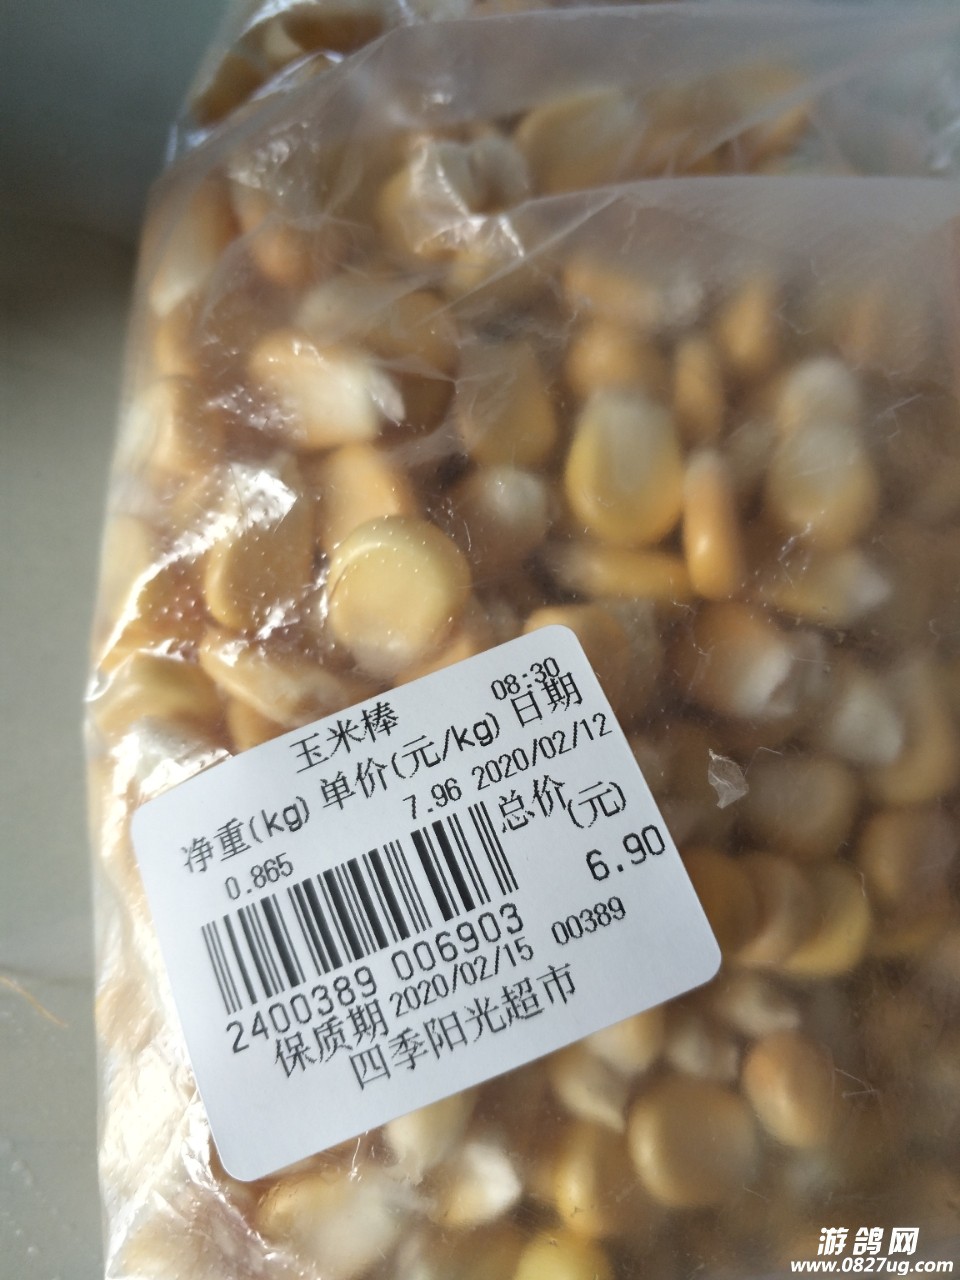 玉米棒
08:30
净重(kg) 单价(元/kg) 日期
0.865 7.96 2020/02/12
总价(元)
6.90
2400389 006903
00389
保质期 2020/02/15
四季阳光超市
游鸽网
www.0827ug.com